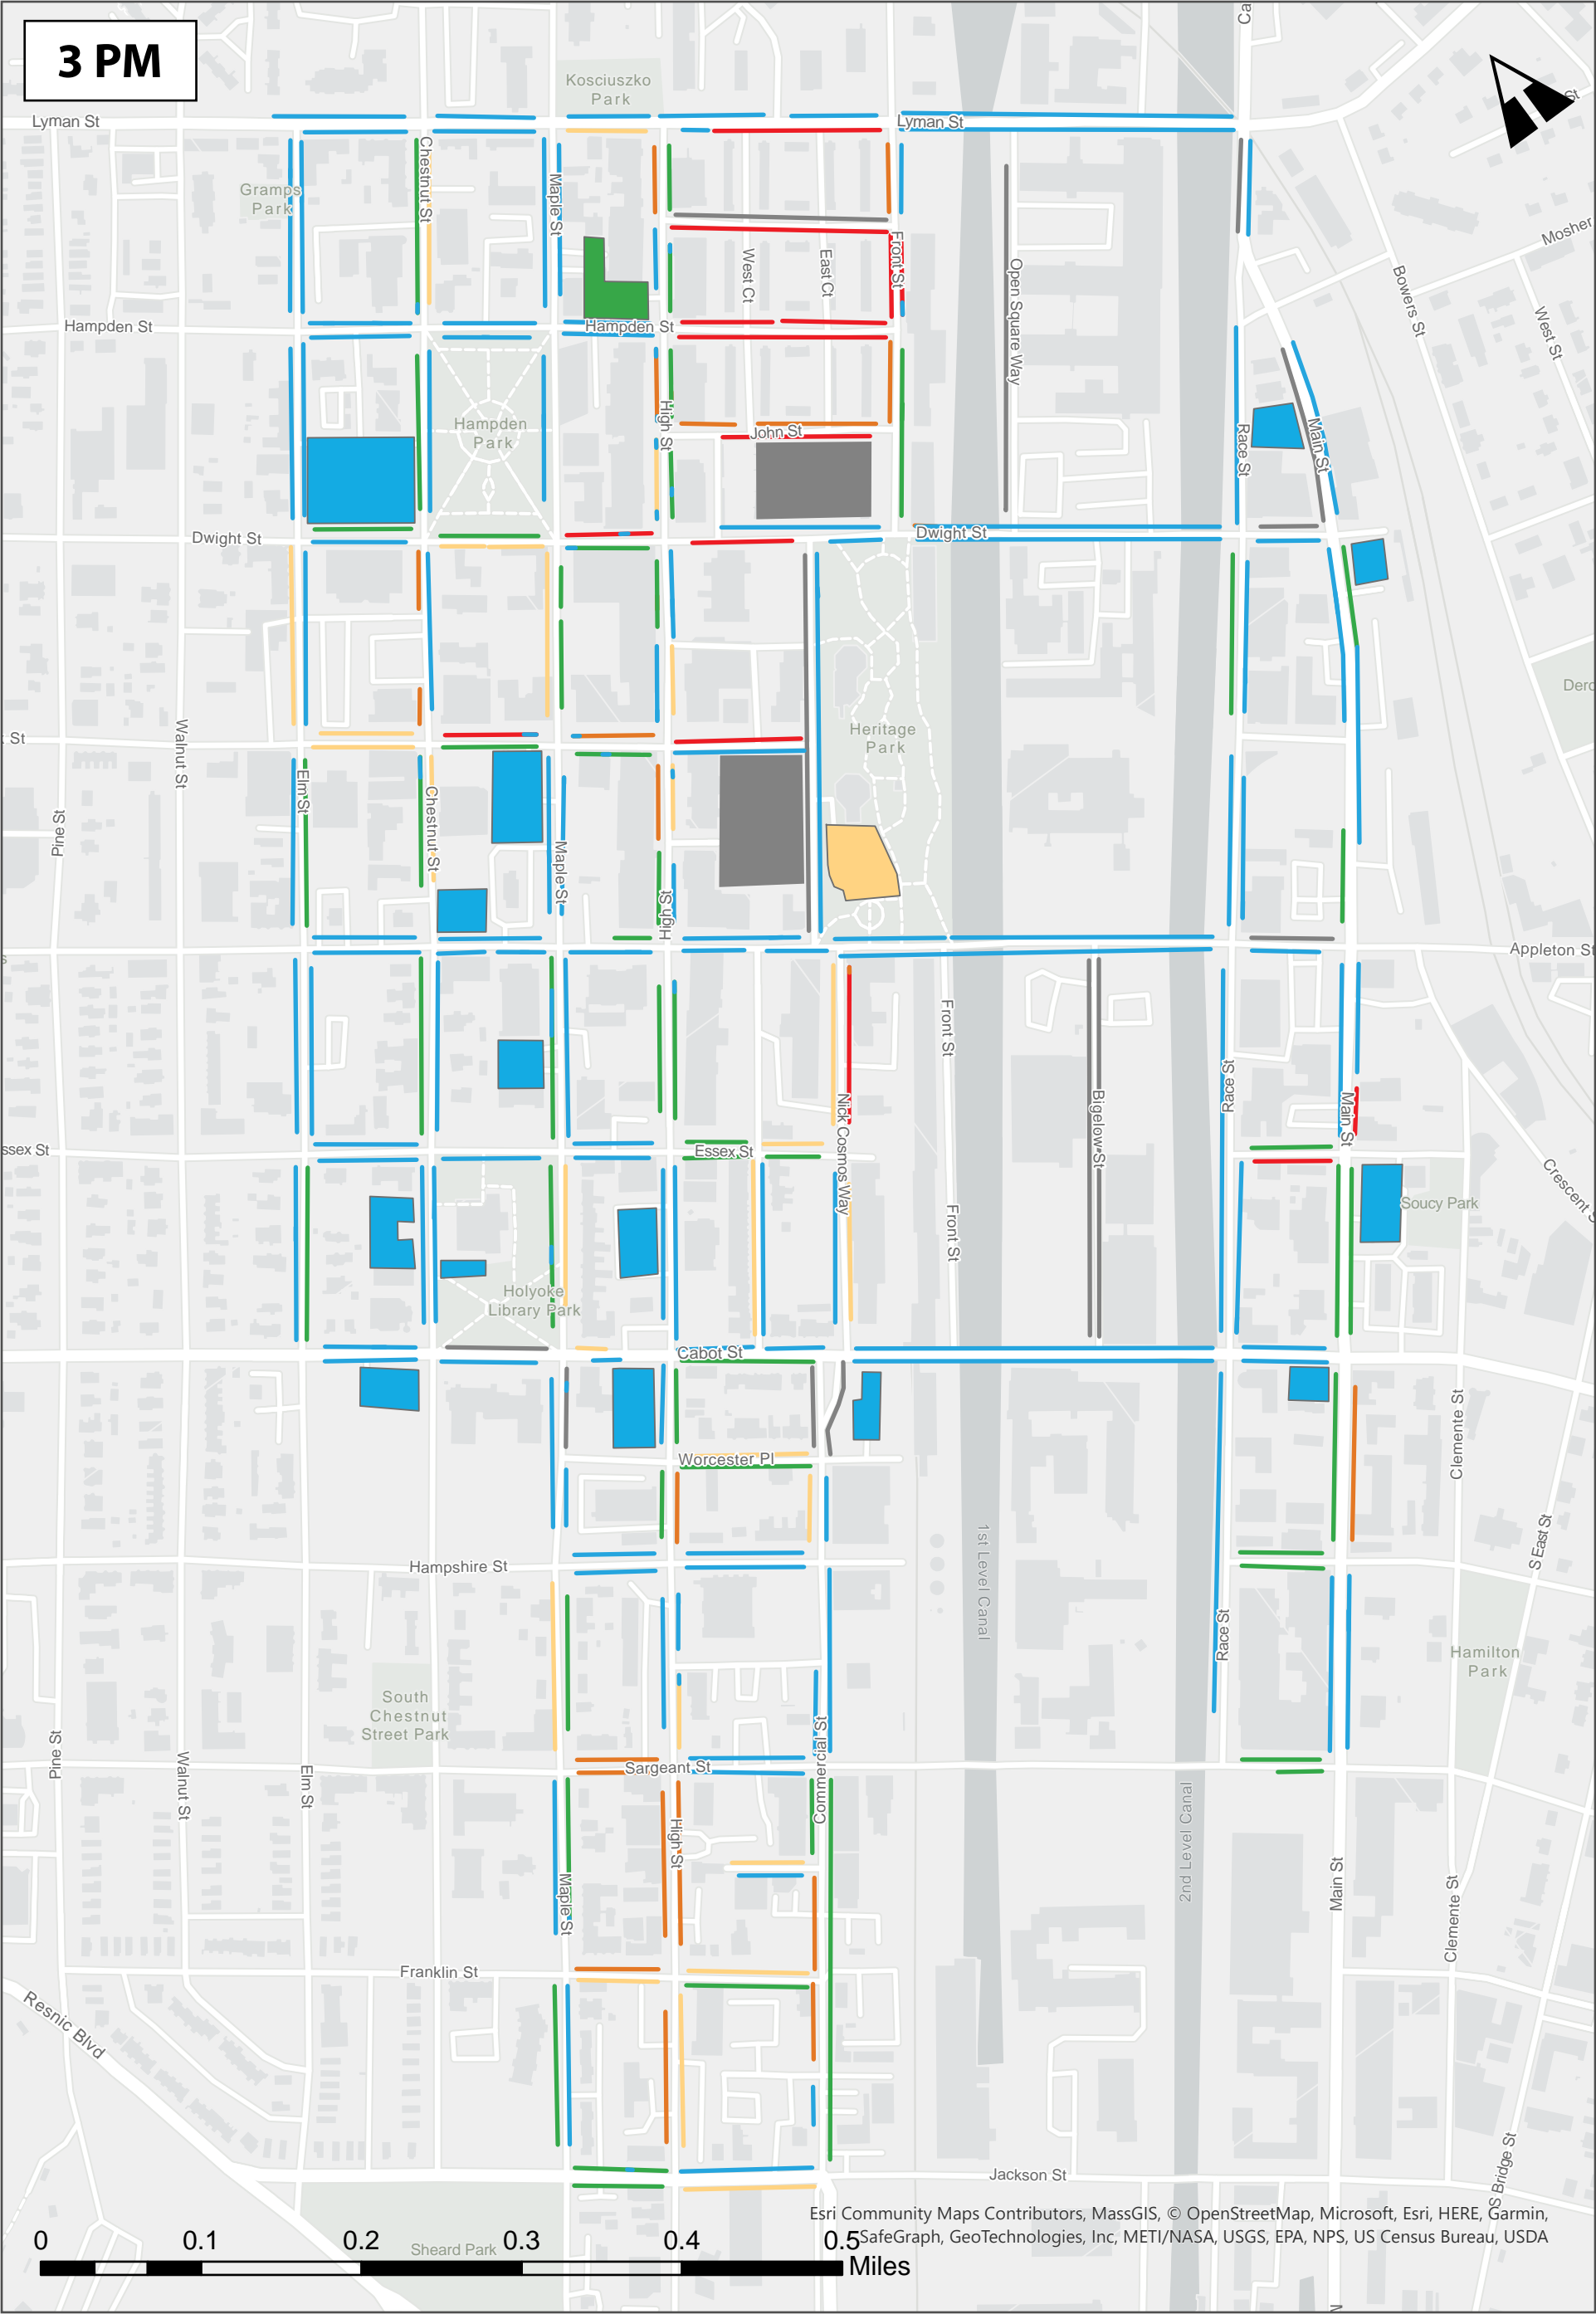 Ca
3 PM
Kosciuszko
Park
St
Lyman St
Lyman St
Chestnut St
Gramps
Park
Maple St
Mosher
Front St
West Ct
East Ct
Open Square Way
Bowers St
Hampden St
Hampden St
West St
High St
Hampden
Park
John St
Race St
Main St
Dwight St
Dwight St
Derc
St
Walnut St
Heritage
Park
Elm St
Pine St
Chestnut St
Maple St
High St
Appleton St
Front St
Race St
Nick Cosmos Way
Bigelow St
Main St
ssex St
Essex St
Crescent S
Soucy Park
Front St
Holyoke
Library Park
Cabot St
Clemente St
Worcester Pl
S East St
1st Level Canal
Hampshire St
Race St
Hamilton
Park
South
Chestnut
Street Park
Pine St
Walnut St
Elm St
Sargeant St
Commercial St
2nd Level Canal
High St
Main St
Maple St
Clemente St
Franklin St
Resnic Blvd
S Bridge St
Jackson St
Esri Community Maps Contributors, MassGIS, © OpenStreetMap, Microsoft, Esri, HERE, Garmin,
SafeGraph, GeoTechnologies, Inc, METI/NASA, USGS, EPA, NPS, US Census Bureau, USDA
0 0.1 0.2 0.3 0.4 0.5
Sheard Park
Miles